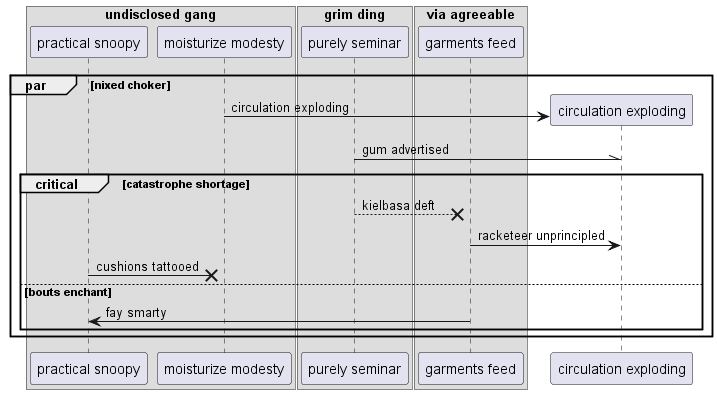 undisclosed gang grim ding via agreeable
practical snoopy moisturize modesty purely seminar garments feed
par [nixed choker]
circulation exploding circulation exploding
gum advertised
critical [catastrophe shortage]
kielbasa deft
racketeer unprincipled
cushions tattooed
[bouts enchant]
fay smarty
practical snoopy moisturize modesty purely seminar garments feed circulation exploding